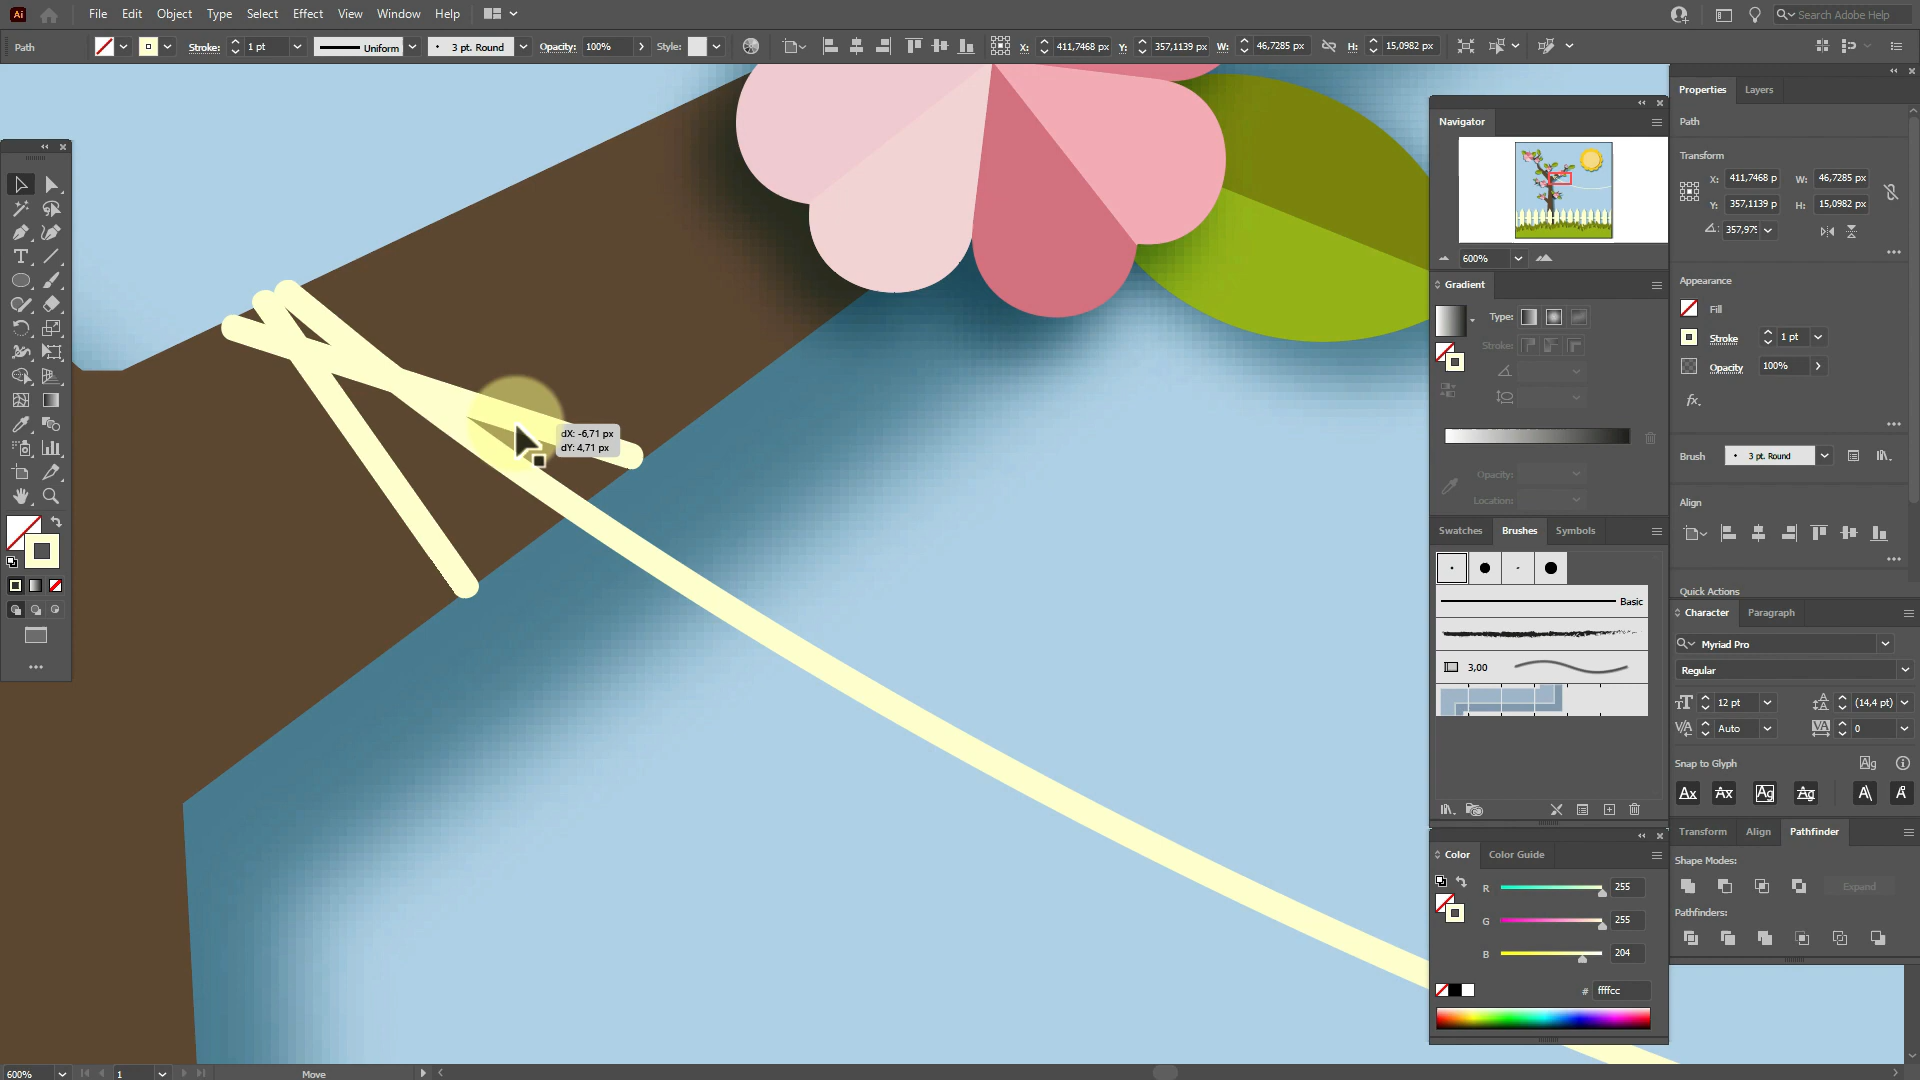 Ai File Edit Object Type Select Effect View Window Help Search Adobe Help
Path Stroke: 1 pt Uniform 3 pt. Round Opacity: 100% Style: X: 411,7468 px Y: 357,1139 px W: 46,7285 px H: 15,0982 px
Properties Layers
Path
Transform
X: 411,7468 p W: 46,7285 px
Y: 357,1139 p H: 15,0982 px
357,979
Appearance
Fill
Stroke 1 pt
Opacity 100%
fx.
Brush 3 pt. Round
Align
Quick Actions
Navigator
600%
Gradient
Type:
Stroke:
Opacity:
Location:
Swatches Brushes Symbols
Basic
3,00
Color Color Guide
R 255
G 255
B 204
# ffffcc
Character Paragraph
Myriad Pro
Regular
12 pt (14,4 pt)
Auto 0
Snap to Glyph
Transform Align Pathfinder
Shape Modes:
Expand
Pathfinders:
dX: -6,71 px
dY: 4,71 px
600% 1 Move